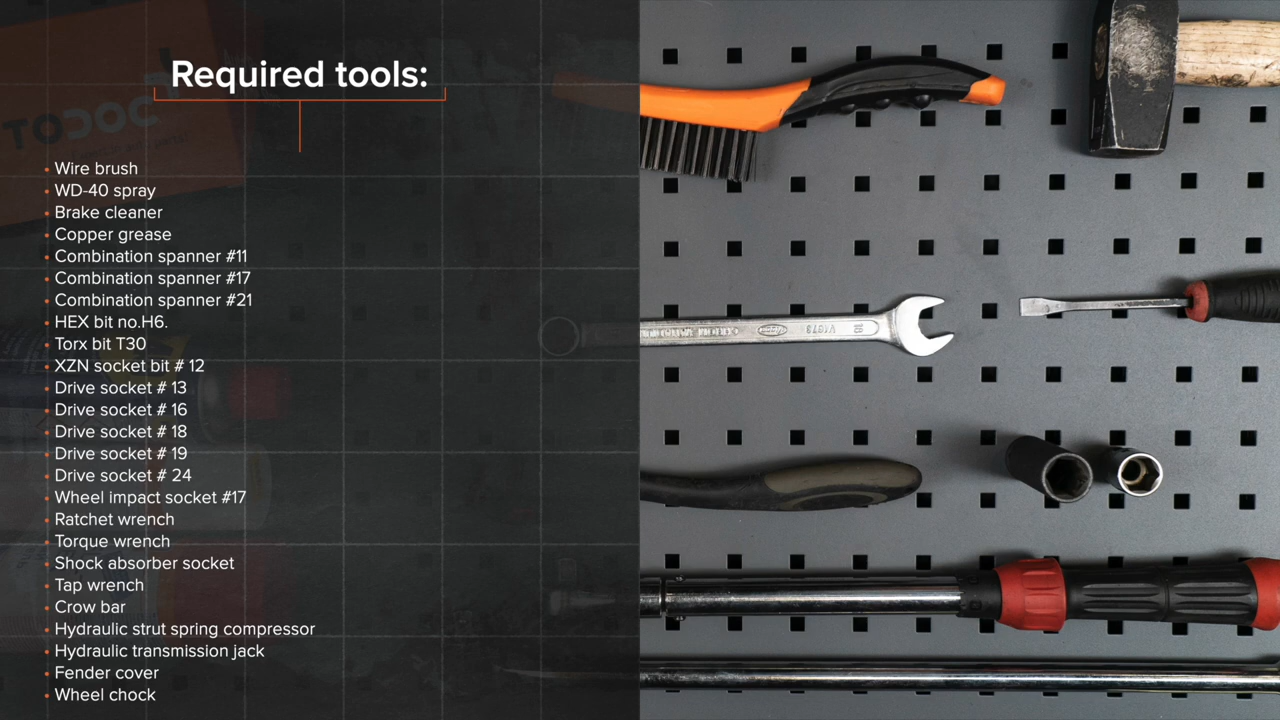 Required tools:
TODOC
• Wire brush
• WD-40 spray
• Brake cleaner
• Copper grease
• Combination spanner #11
• Combination spanner #17
• Combination spanner #21
• HEX bit no.H6.
• Torx bit T30
• XZN socket bit # 12
• Drive socket # 13
• Drive socket # 16
• Drive socket # 18
• Drive socket # 19
• Drive socket # 24
• Wheel impact socket #17
• Ratchet wrench
• Torque wrench
• Shock absorber socket
• Tap wrench
• Crow bar
• Hydraulic strut spring compressor
• Hydraulic transmission jack
• Fender cover
• Wheel chock